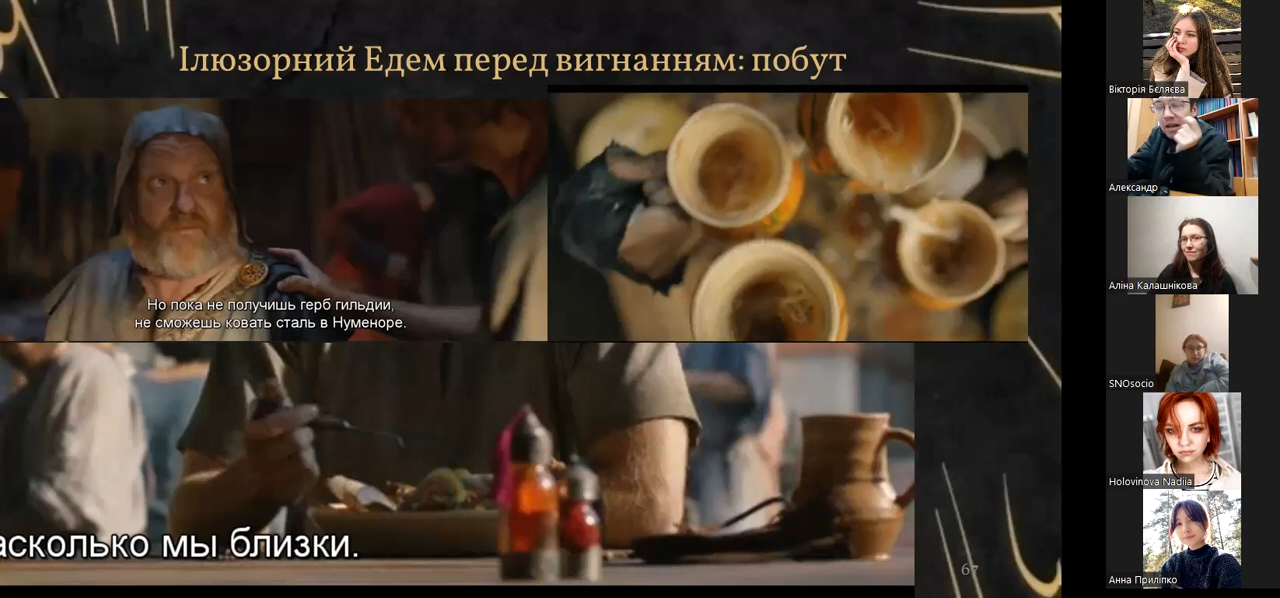 Ілюзорний Едем перед вигнанням: побут
Но пока не получишь герб гильдии,
не сможешь ковать сталь в Нуменоре.
асколько мы близки.
67
Вікторія Бєляєва
Александр
Аліна Калашнікова
SNOsocio
Holovinova Nadiia
Анна Приліпко